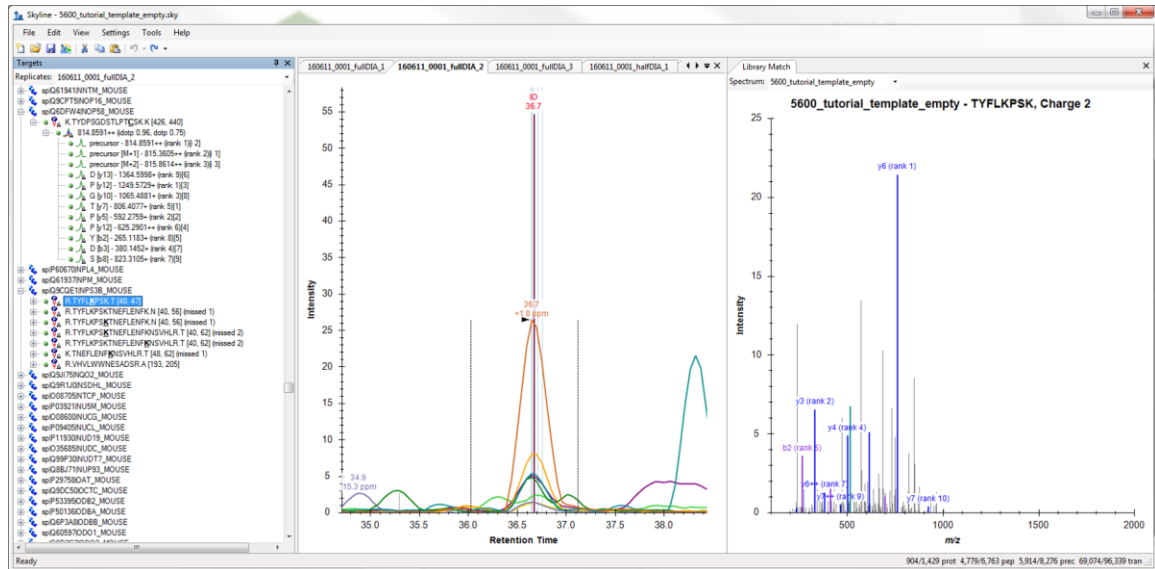 Skyline - 5600_tutorial_template_empty.sky
File Edit View Settings Tools Help
Targets
Replicates: 160611_0001_fullDIA_2
sp|Q61941|NNTM_MOUSE
sp|Q9CPT5|NOP16_MOUSE
sp|Q6DFW4|NOP58_MOUSE
K.TYDPSGDSTLPTCSK.K [426, 440]
814.8591++ (idotp 0.96, dotp 0.75)
precursor - 814.8591++ (rank 1)[ 2]
precursor [M+1] - 815.3605++ (rank 2)[ 1]
precursor [M+2] - 815.8614++ (rank 3)[ 3]
D [y13] - 1364.5998+ (rank 9)[6]
P [y12] - 1249.5729+ (rank 1)[3]
G [y10] - 1065.4881+ (rank 3)[8]
T [y7] - 806.4077+ (rank 5)[1]
P [y5] - 592.2759+ (rank 2)[2]
P [y12] - 625.2901++ (rank 6)[4]
Y [b2] - 265.1183+ (rank 8)[5]
D [b3] - 380.1452+ (rank 4)[7]
S [b8] - 823.3105+ (rank 7)[9]
sp|P60670|NPL4_MOUSE
sp|Q61937|NPM_MOUSE
sp|Q9CQE1|NPS3B_MOUSE
R.TYFLKPSK.T [40, 47]
R.TYFLKPSKTNEFLENFK.N [40, 56] (missed 1)
R.TYFLKPSKTNEFLENFK.N [40, 56] (missed 1)
R.TYFLKPSKTNEFLENFKNSVHLR.T [40, 62] (missed 2)
R.TYFLKPSKTNEFLENFKNSVHLR.T [40, 62] (missed 2)
K.TNEFLENFKNSVHLR.T [48, 62] (missed 1)
R.VHVLWWNESADSR.A [193, 205]
sp|Q9JI75|NQO2_MOUSE
sp|Q9R1J0|NSDHL_MOUSE
sp|O08705|NTCP_MOUSE
sp|P03921|NU5M_MOUSE
sp|O08600|NUCG_MOUSE
sp|P09405|NUCL_MOUSE
sp|P11930|NUD19_MOUSE
sp|O35685|NUDC_MOUSE
sp|Q99P30|NUDT7_MOUSE
sp|Q8BJ71|NUP93_MOUSE
sp|P29758|OAT_MOUSE
sp|Q9DC50|OCTC_MOUSE
sp|P53395|ODB2_MOUSE
sp|P50136|ODBA_MOUSE
sp|Q6P3A8|ODBB_MOUSE
sp|Q60597|ODO1_MOUSE
160611_0001_fullDIA_1 160611_0001_fullDIA_2 160611_0001_fullDIA_3 160611_0001_halfDIA_1
ID
36.7
55
50
45
40
35
30
25
20
15
10
5
0
Intensity
36.7
+1.8 ppm
34.9
35.0 35.5 36.0 36.5 37.0 37.5 38.0
Retention Time
Library Match
Spectrum: 5600_tutorial_template_empty
5600_tutorial_template_empty - TYFLKPSK, Charge 2
25
20
15
10
5
0
Intensity
y6 (rank 1)
y3 (rank 2)
y4 (rank 4)
b2 (rank 5)
y6++ (rank 7)
y7++ (rank 9)
y7 (rank 10)
500 1000 1500 2000
m/z
Ready
904/1,429 prot 4,779/6,763 pep 5,914/8,276 prec 69,074/96,339 tran